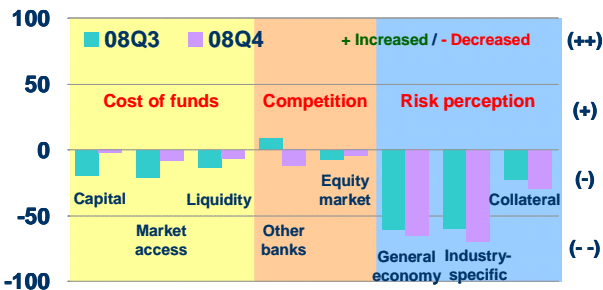 100
08Q3 08Q4 + Increased / - Decreased (++)
50
Cost of funds Competition Risk perception
(+)
0
Capital Liquidity Equity market Collateral
(-)
-50
Market access Other banks General economy Industry-specific
(- -)
-100